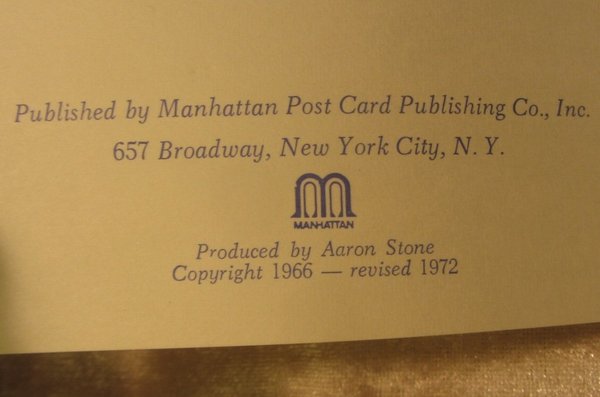 Published by Manhattan Post Card Publishing Co., Inc.
657 Broadway, New York City, N. Y.
MANHATTAN
Produced by Aaron Stone
Copyright 1966 — revised 1972